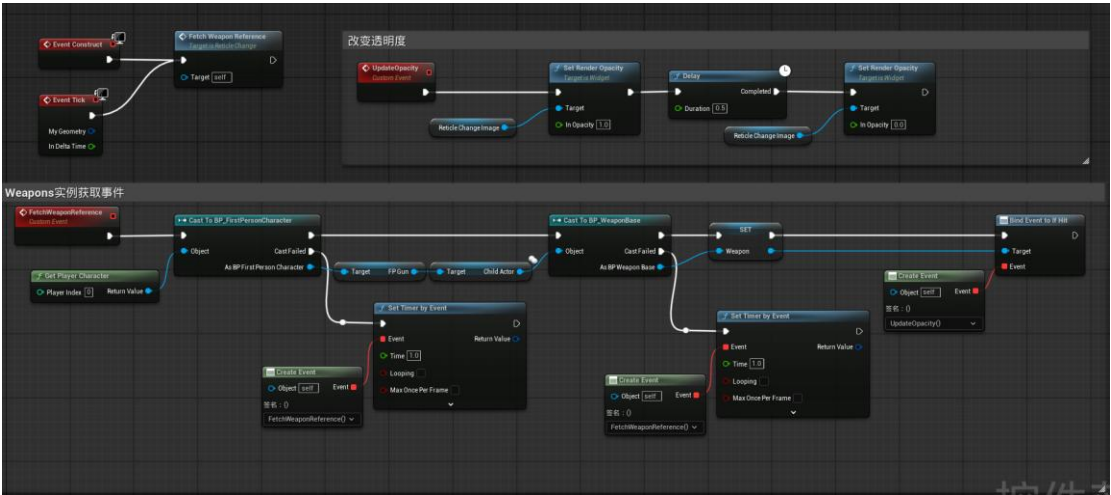 Event Construct
Fetch Weapon Reference
Target is Reticle Change
Target self
Event Tick
My Geometry
In Delta Time
改变透明度
UpdateOpacity
Custom Event
Set Render Opacity
Target is Widget
Target
In Opacity 1.0
Reticle Change Image
Delay
Completed
Duration 0.5
Set Render Opacity
Target is Widget
Target
In Opacity 0.0
Reticle Change Image
Weapons实例获取事件
FetchWeaponReference
Custom Event
Get Player Character
Player Index 0 Return Value
Cast To BP_FirstPersonCharacter
Object Cast Failed
As BP First Person Character
Target FP Gun
Target Child Actor
Set Timer by Event
Event Return Value
Time 1.0
Looping
Max Once Per Frame
Create Event
Object self Event
签名：()
FetchWeaponReference()
Cast To BP_WeaponBase
Object Cast Failed
As BP Weapon Base
SET
Weapon
Set Timer by Event
Event Return Value
Time 1.0
Looping
Max Once Per Frame
Create Event
Object self Event
签名：()
FetchWeaponReference()
Bind Event to If Hit
Target
Event
Create Event
Object self Event
签名：()
UpdateOpacity()